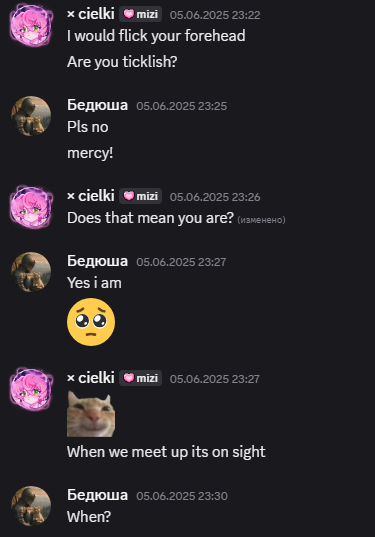 × cielki mizi 05.06.2025 23:22
I would flick your forehead
Are you ticklish?
Бедюша 05.06.2025 23:25
Pls no
mercy!
× cielki mizi 05.06.2025 23:26
Does that mean you are? (изменено)
Бедюша 05.06.2025 23:27
Yes i am
× cielki mizi 05.06.2025 23:27
When we meet up its on sight
Бедюша 05.06.2025 23:30
When?